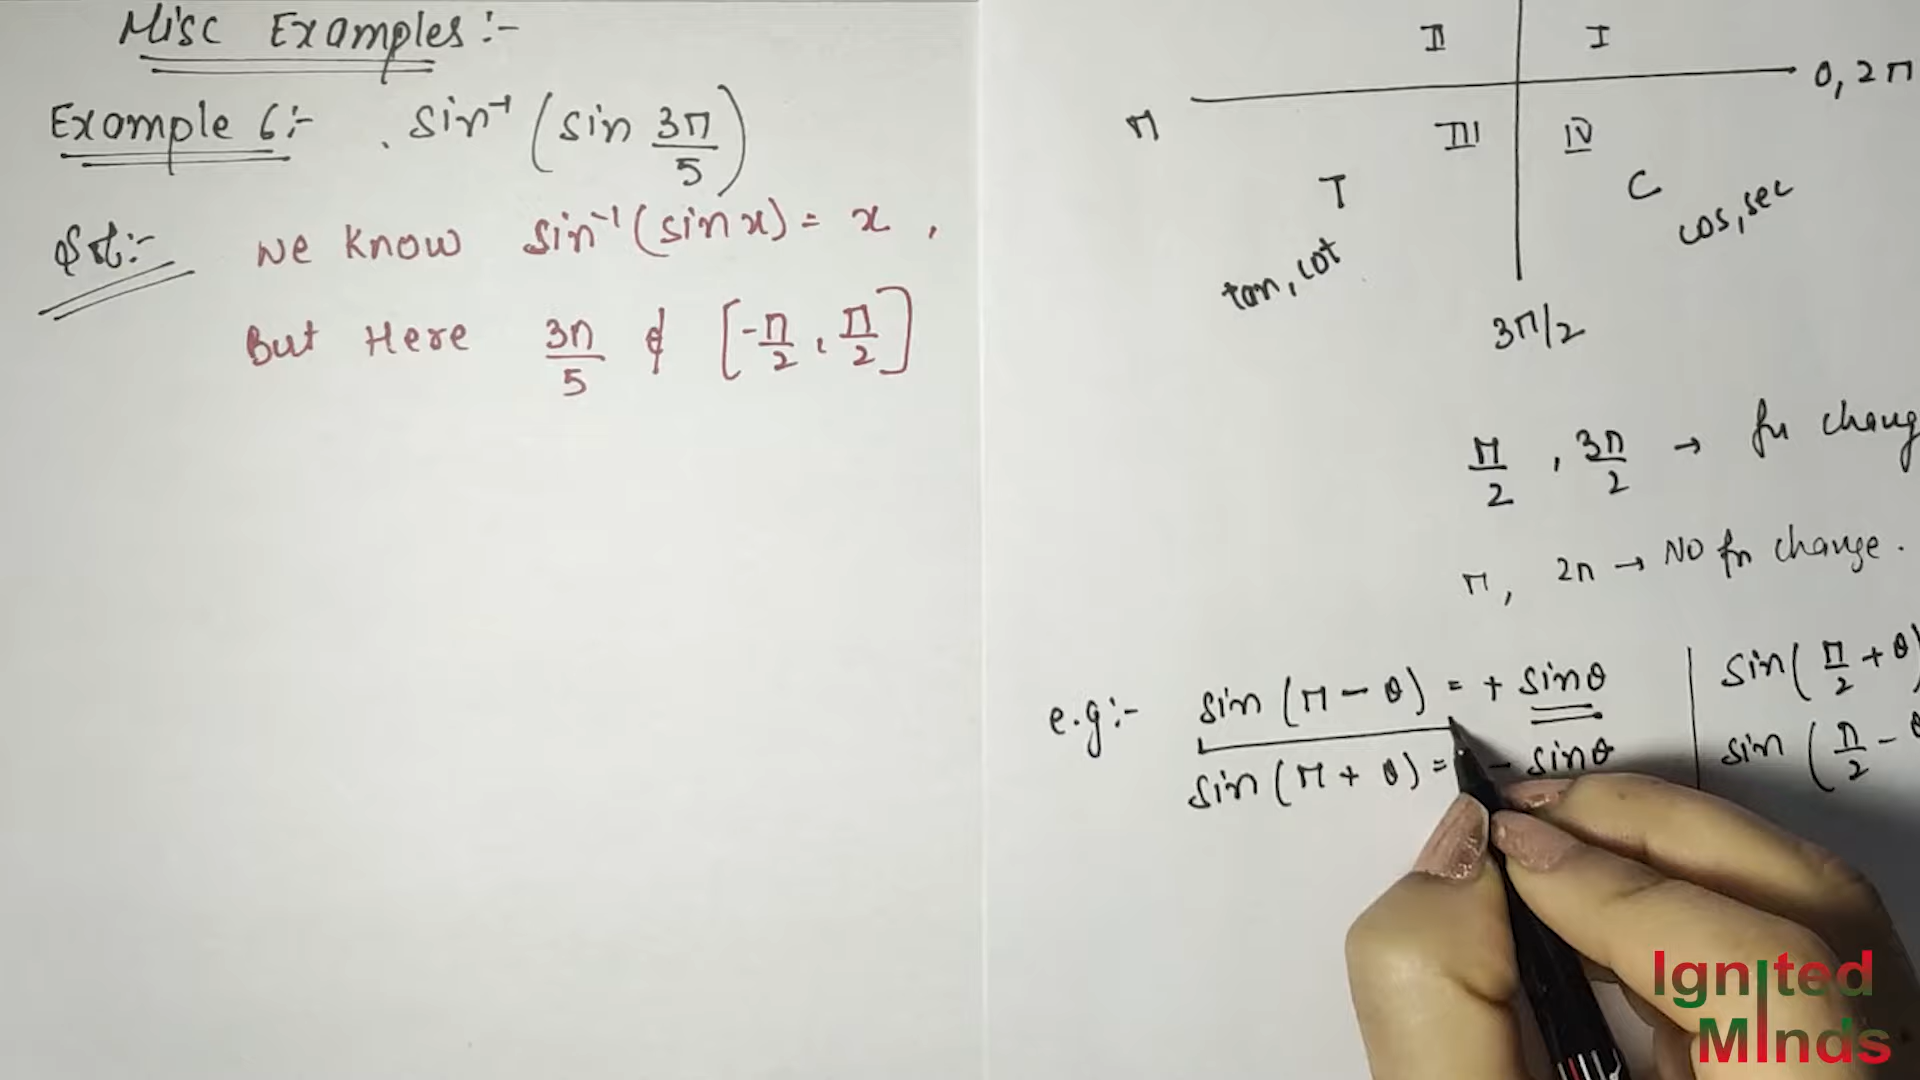 Misc Examples:-
Example 6:- . sin⁻¹ (sin 3π/5)
Sol:- We know sin⁻¹(sin x) = x ,
But Here 3π/5 ∉ [-π/2 , π/2]
II I
π 0, 2π
III IV
T C
tan, cot cos, sec
3π/2
π/2 , 3π/2 → fn chang
π, 2π → NO fn change.
e.g:- sin (π - θ) = + sinθ | sin(π/2 + θ)
sin (π + θ) = - sinθ | sin (π/2 - θ
Ignited
Minds